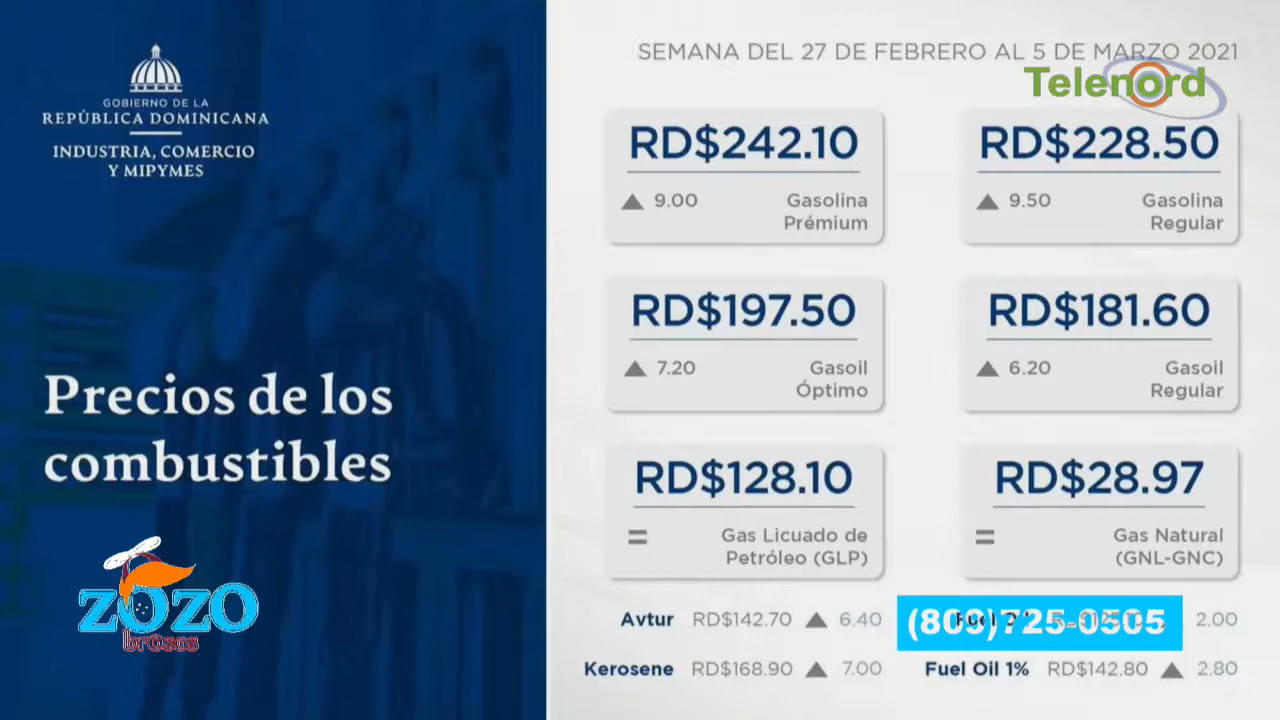 GOBIERNO DE LA
REPÚBLICA DOMINICANA
INDUSTRIA, COMERCIO
Y MIPYMES
Precios de los
combustibles
zozo
brosos
SEMANA DEL 27 DE FEBRERO AL 5 DE MARZO 2021
Telenord
RD$242.10
▲ 9.00 Gasolina
Prémium
RD$228.50
▲ 9.50 Gasolina
Regular
RD$197.50
▲ 7.20 Gasoil
Óptimo
RD$181.60
▲ 6.20 Gasoil
Regular
RD$128.10
= Gas Licuado de
Petróleo (GLP)
RD$28.97
= Gas Natural
(GNL-GNC)
Avtur RD$142.70 ▲ 6.40
(809)725-0505
2.00
Kerosene RD$168.90 ▲ 7.00
Fuel Oil 1% RD$142.80 ▲ 2.80